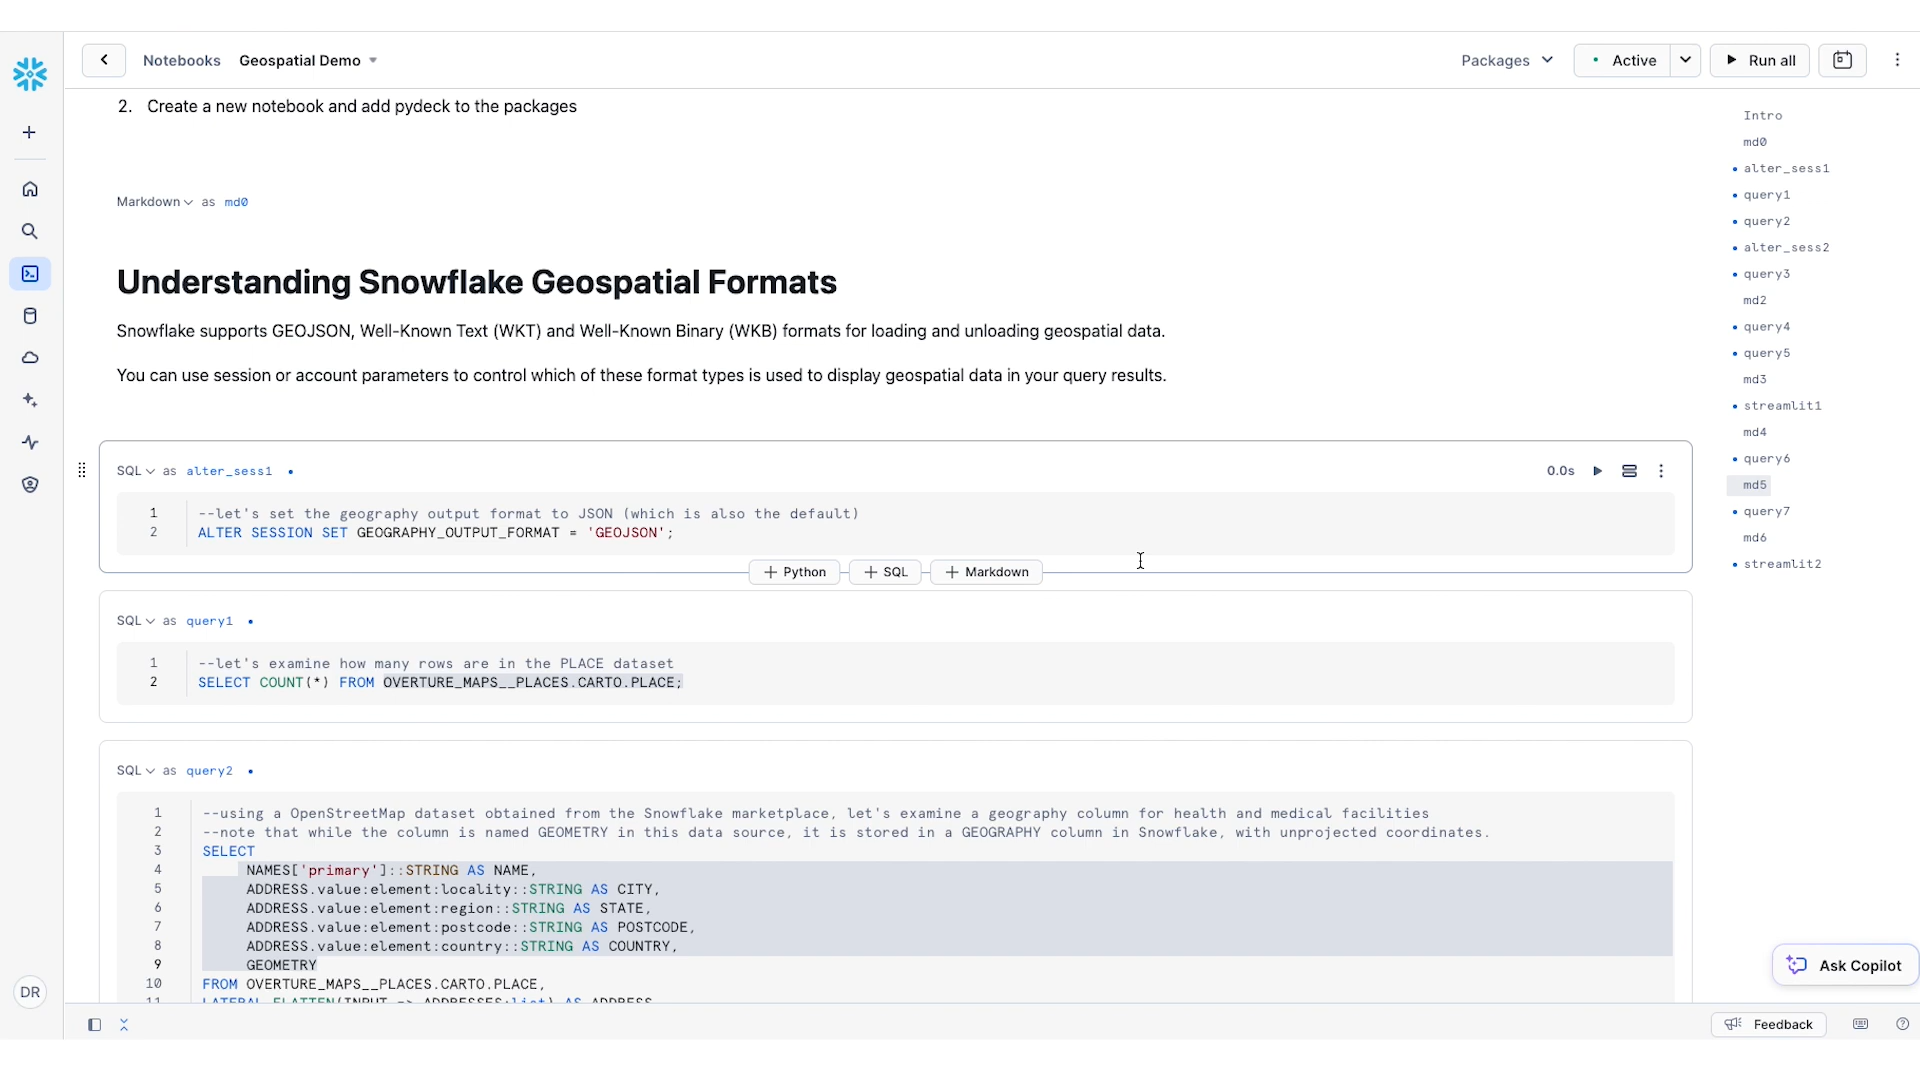 Notebooks Geospatial Demo
Packages
Active
Run all
2. Create a new notebook and add pydeck to the packages
Markdown as md0
Understanding Snowflake Geospatial Formats
Snowflake supports GEOJSON, Well-Known Text (WKT) and Well-Known Binary (WKB) formats for loading and unloading geospatial data.
You can use session or account parameters to control which of these format types is used to display geospatial data in your query results.
SQL as alter_sess1
0.0s
1 --let's set the geography output format to JSON (which is also the default)
2 ALTER SESSION SET GEOGRAPHY_OUTPUT_FORMAT = 'GEOJSON';
+ Python + SQL + Markdown
SQL as query1
1 --let's examine how many rows are in the PLACE dataset
2 SELECT COUNT(*) FROM OVERTURE_MAPS__PLACES.CARTO.PLACE;
SQL as query2
1 --using a OpenStreetMap dataset obtained from the Snowflake marketplace, let's examine a geography column for health and medical facilities
2 --note that while the column is named GEOMETRY in this data source, it is stored in a GEOGRAPHY column in Snowflake, with unprojected coordinates.
3 SELECT
4 NAMES['primary']::STRING AS NAME,
5 ADDRESS.value:element:locality::STRING AS CITY,
6 ADDRESS.value:element:region::STRING AS STATE,
7 ADDRESS.value:element:postcode::STRING AS POSTCODE,
8 ADDRESS.value:element:country::STRING AS COUNTRY,
9 GEOMETRY
10 FROM OVERTURE_MAPS__PLACES.CARTO.PLACE,
11 LATERAL FLATTEN(INPUT => ADDRESSES:list) AS ADDRESS
Intro
md0
alter_sess1
query1
query2
alter_sess2
query3
md2
query4
query5
md3
streamlit1
md4
query6
md5
query7
md6
streamlit2
Ask Copilot
DR
Feedback